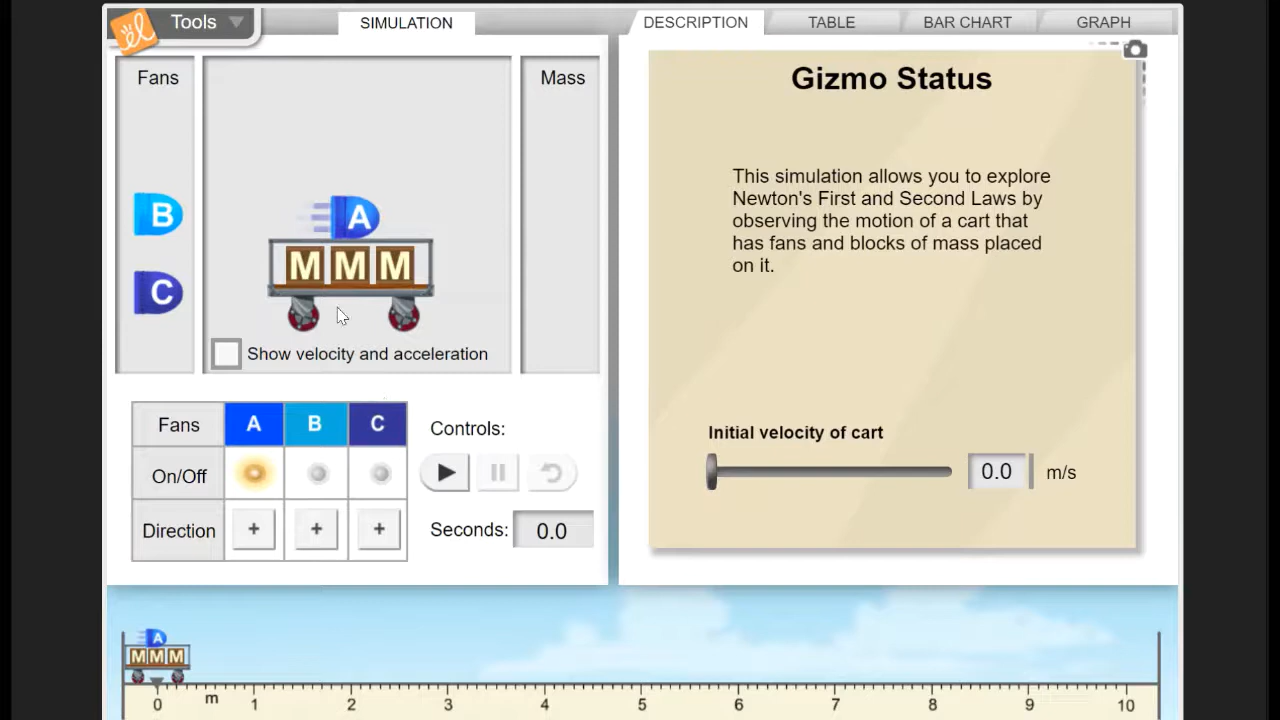 Tools
SIMULATION
DESCRIPTION
TABLE
BAR CHART
GRAPH
Fans
Mass
B
C
A
M M M
Show velocity and acceleration
Gizmo Status
This simulation allows you to explore
Newton's First and Second Laws by
observing the motion of a cart that
has fans and blocks of mass placed
on it.
Initial velocity of cart
0.0 m/s
Fans A B C
On/Off
Direction + + +
Controls:
Seconds: 0.0
A
MMM
0 m 1 2 3 4 5 6 7 8 9 10